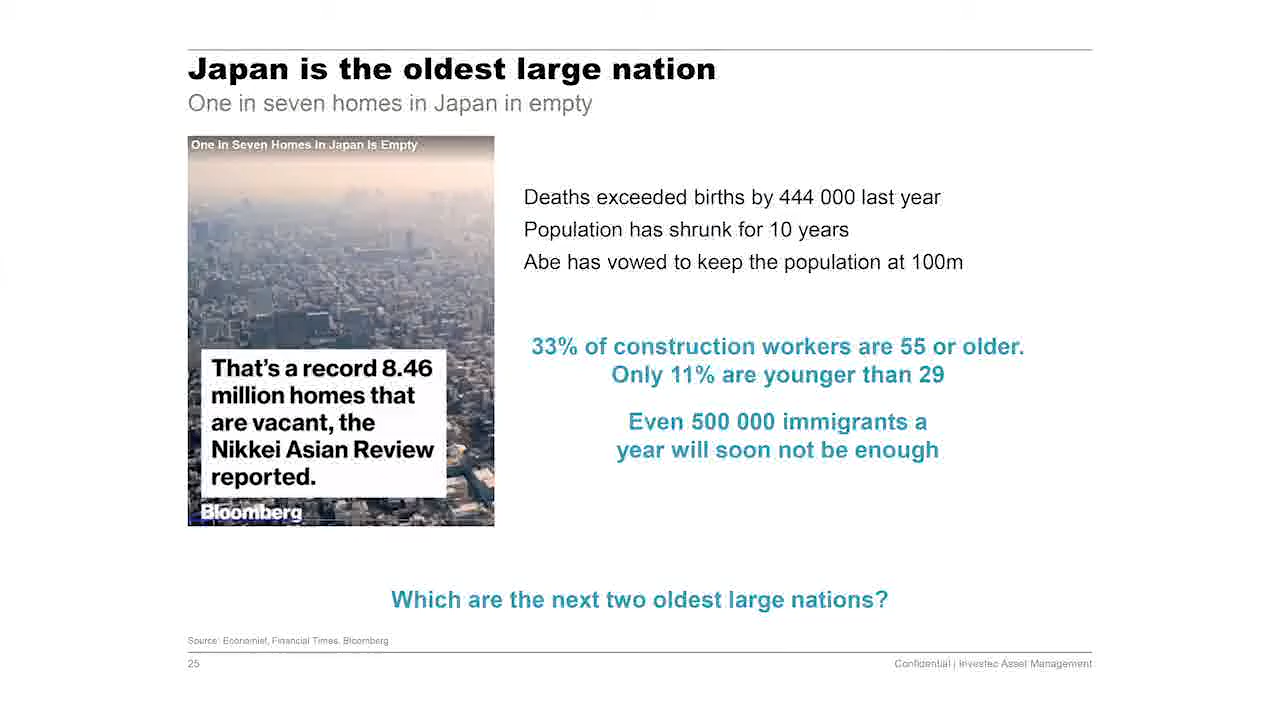 Japan is the oldest large nation
One in seven homes in Japan in empty
One in Seven Homes in Japan Is Empty
That's a record 8.46
million homes that
are vacant, the
Nikkei Asian Review
reported.
Bloomberg
Deaths exceeded births by 444 000 last year
Population has shrunk for 10 years
Abe has vowed to keep the population at 100m
33% of construction workers are 55 or older.
Only 11% are younger than 29
Even 500 000 immigrants a
year will soon not be enough
Which are the next two oldest large nations?
Source: Economist, Financial Times, Bloomberg
25
Confidential | Investec Asset Management